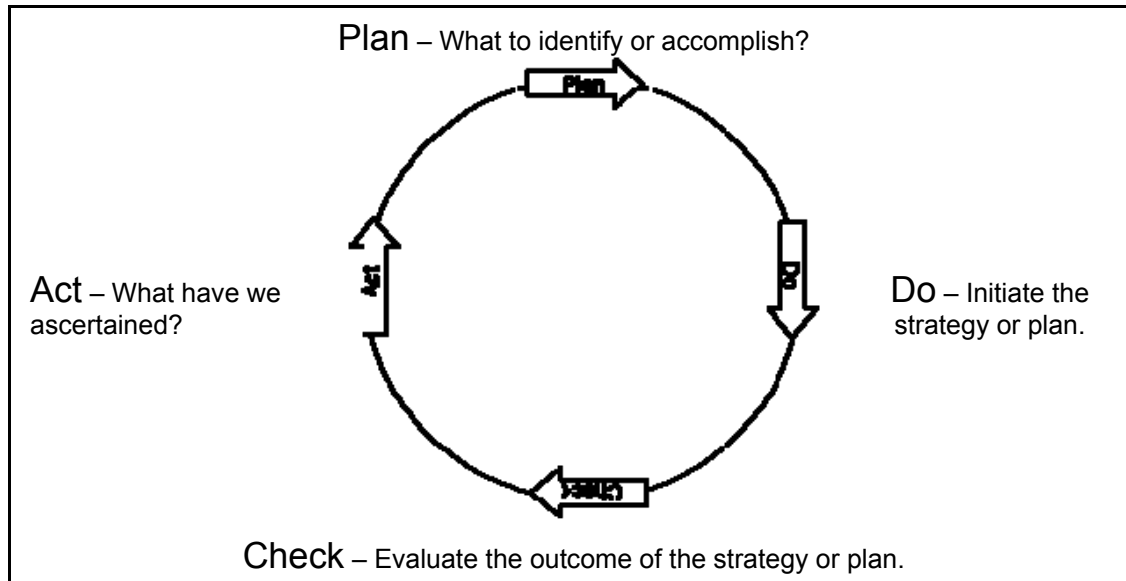 Plan – What to identify or accomplish?
Plan
Act – What have we
ascertained?
Act
Do
Do – Initiate the
strategy or plan.
Check
Check – Evaluate the outcome of the strategy or plan.